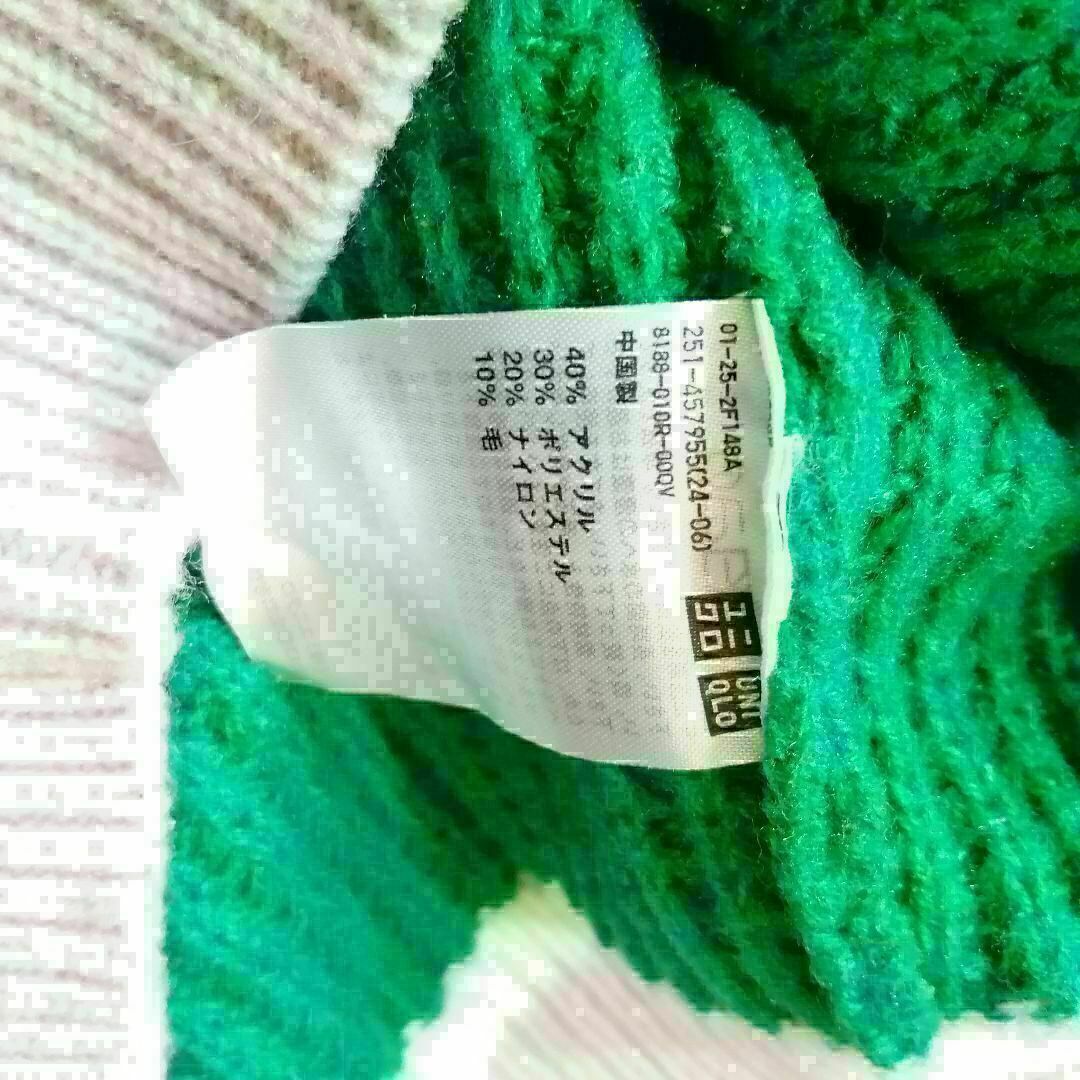 ユニ
クロ
UNI
QLO
01-25-2F148A
251-457955(24-06)
8188-010R-00QV
中国製
40% アクリル
30% ポリエステル
20% ナイロン
10% 毛